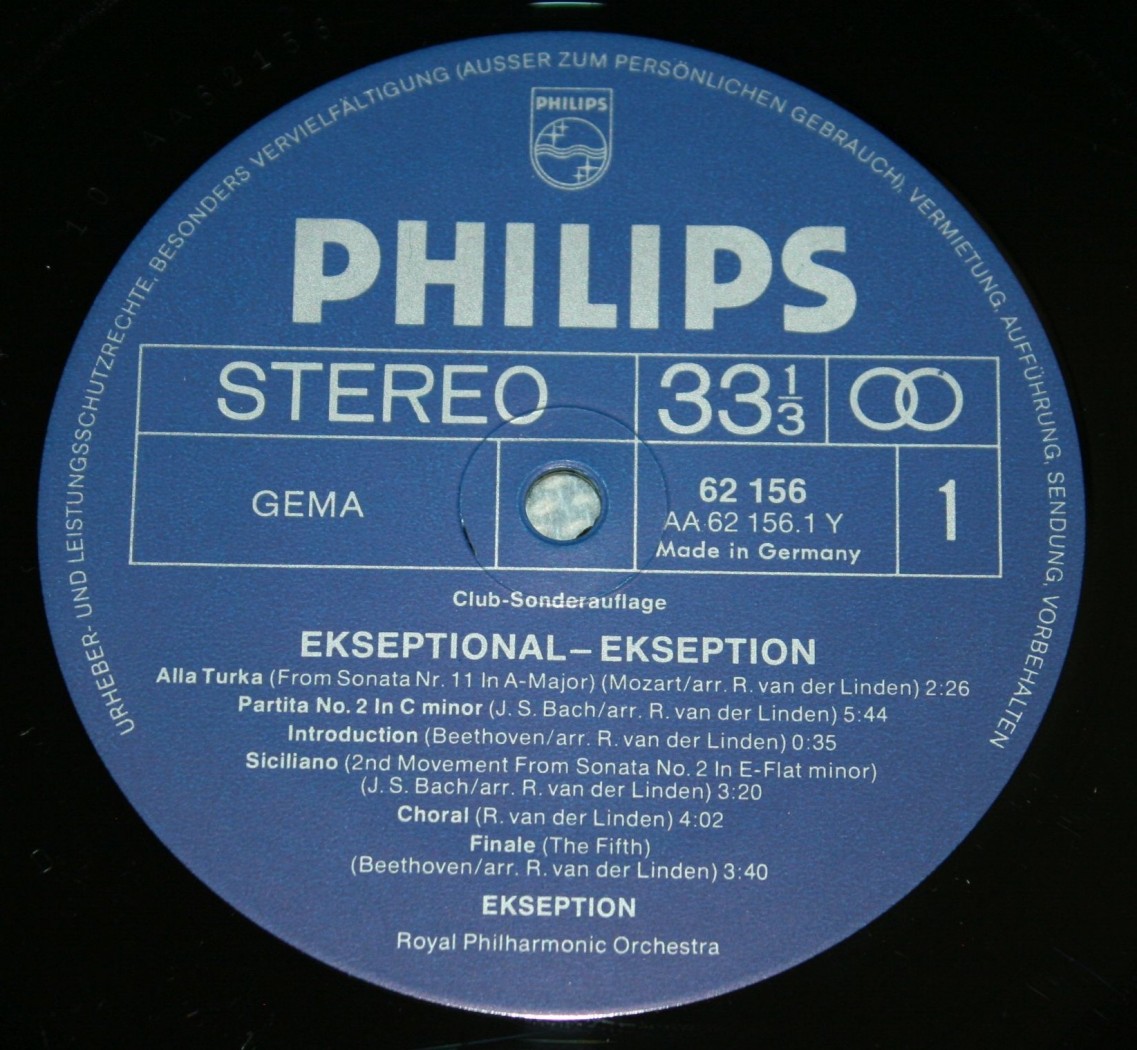 URHEBER- UND LEISTUNGSSCHUTZRECHTE, BESONDERS VERVIELFÄLTIGUNG (AUSSER ZUM PERSÖNLICHEN GEBRAUCH), VERMIETUNG, AUFFÜHRUNG, SENDUNG, VORBEHALTEN
PHILIPS
PHILIPS
STEREO 33 1/3
GEMA
62 156
AA 62 156.1 Y
Made in Germany
1
Club-Sonderauflage
EKSEPTIONAL – EKSEPTION
Alla Turka (From Sonata Nr. 11 In A-Major) (Mozart/arr. R. van der Linden) 2:26
Partita No. 2 In C minor (J. S. Bach/arr. R. van der Linden) 5:44
Introduction (Beethoven/arr. R. van der Linden) 0:35
Siciliano (2nd Movement From Sonata No. 2 In E-Flat minor)
(J. S. Bach/arr. R. van der Linden) 3:20
Choral (R. van der Linden) 4:02
Finale (The Fifth)
(Beethoven/arr. R. van der Linden) 3:40
EKSEPTION
Royal Philharmonic Orchestra